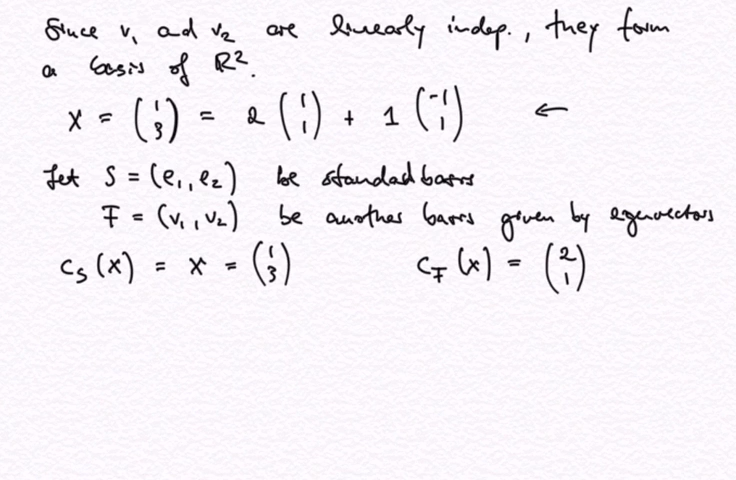 Since v₁ and v₂ are linearly indep., they form
a basis of ℝ².
x = (1 3) = 2 (1 1) + 1 (-1 1) ←
Let S = (e₁, e₂) be standard basis
F = (v₁, v₂) be another basis given by eigenvectors
c_S (x) = x = (1 3) c_F (x) = (2 1)